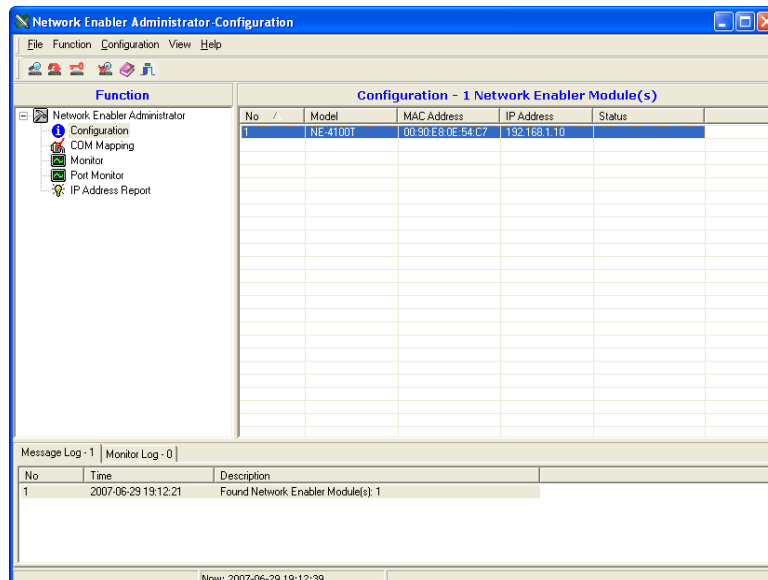 Network Enabler Administrator-Configuration
File Function Configuration View Help
Function
Configuration - 1 Network Enabler Module(s)
Network Enabler Administrator
Configuration
COM Mapping
Monitor
Port Monitor
IP Address Report
No Model MAC Address IP Address Status
1 NE-4100T 00:90:E8:0E:54:C7 192.168.1.10
Message Log - 1 Monitor Log - 0
No Time Description
1 2007-06-29 19:12:21 Found Network Enabler Module(s): 1
Now: 2007-06-29 19:12:39